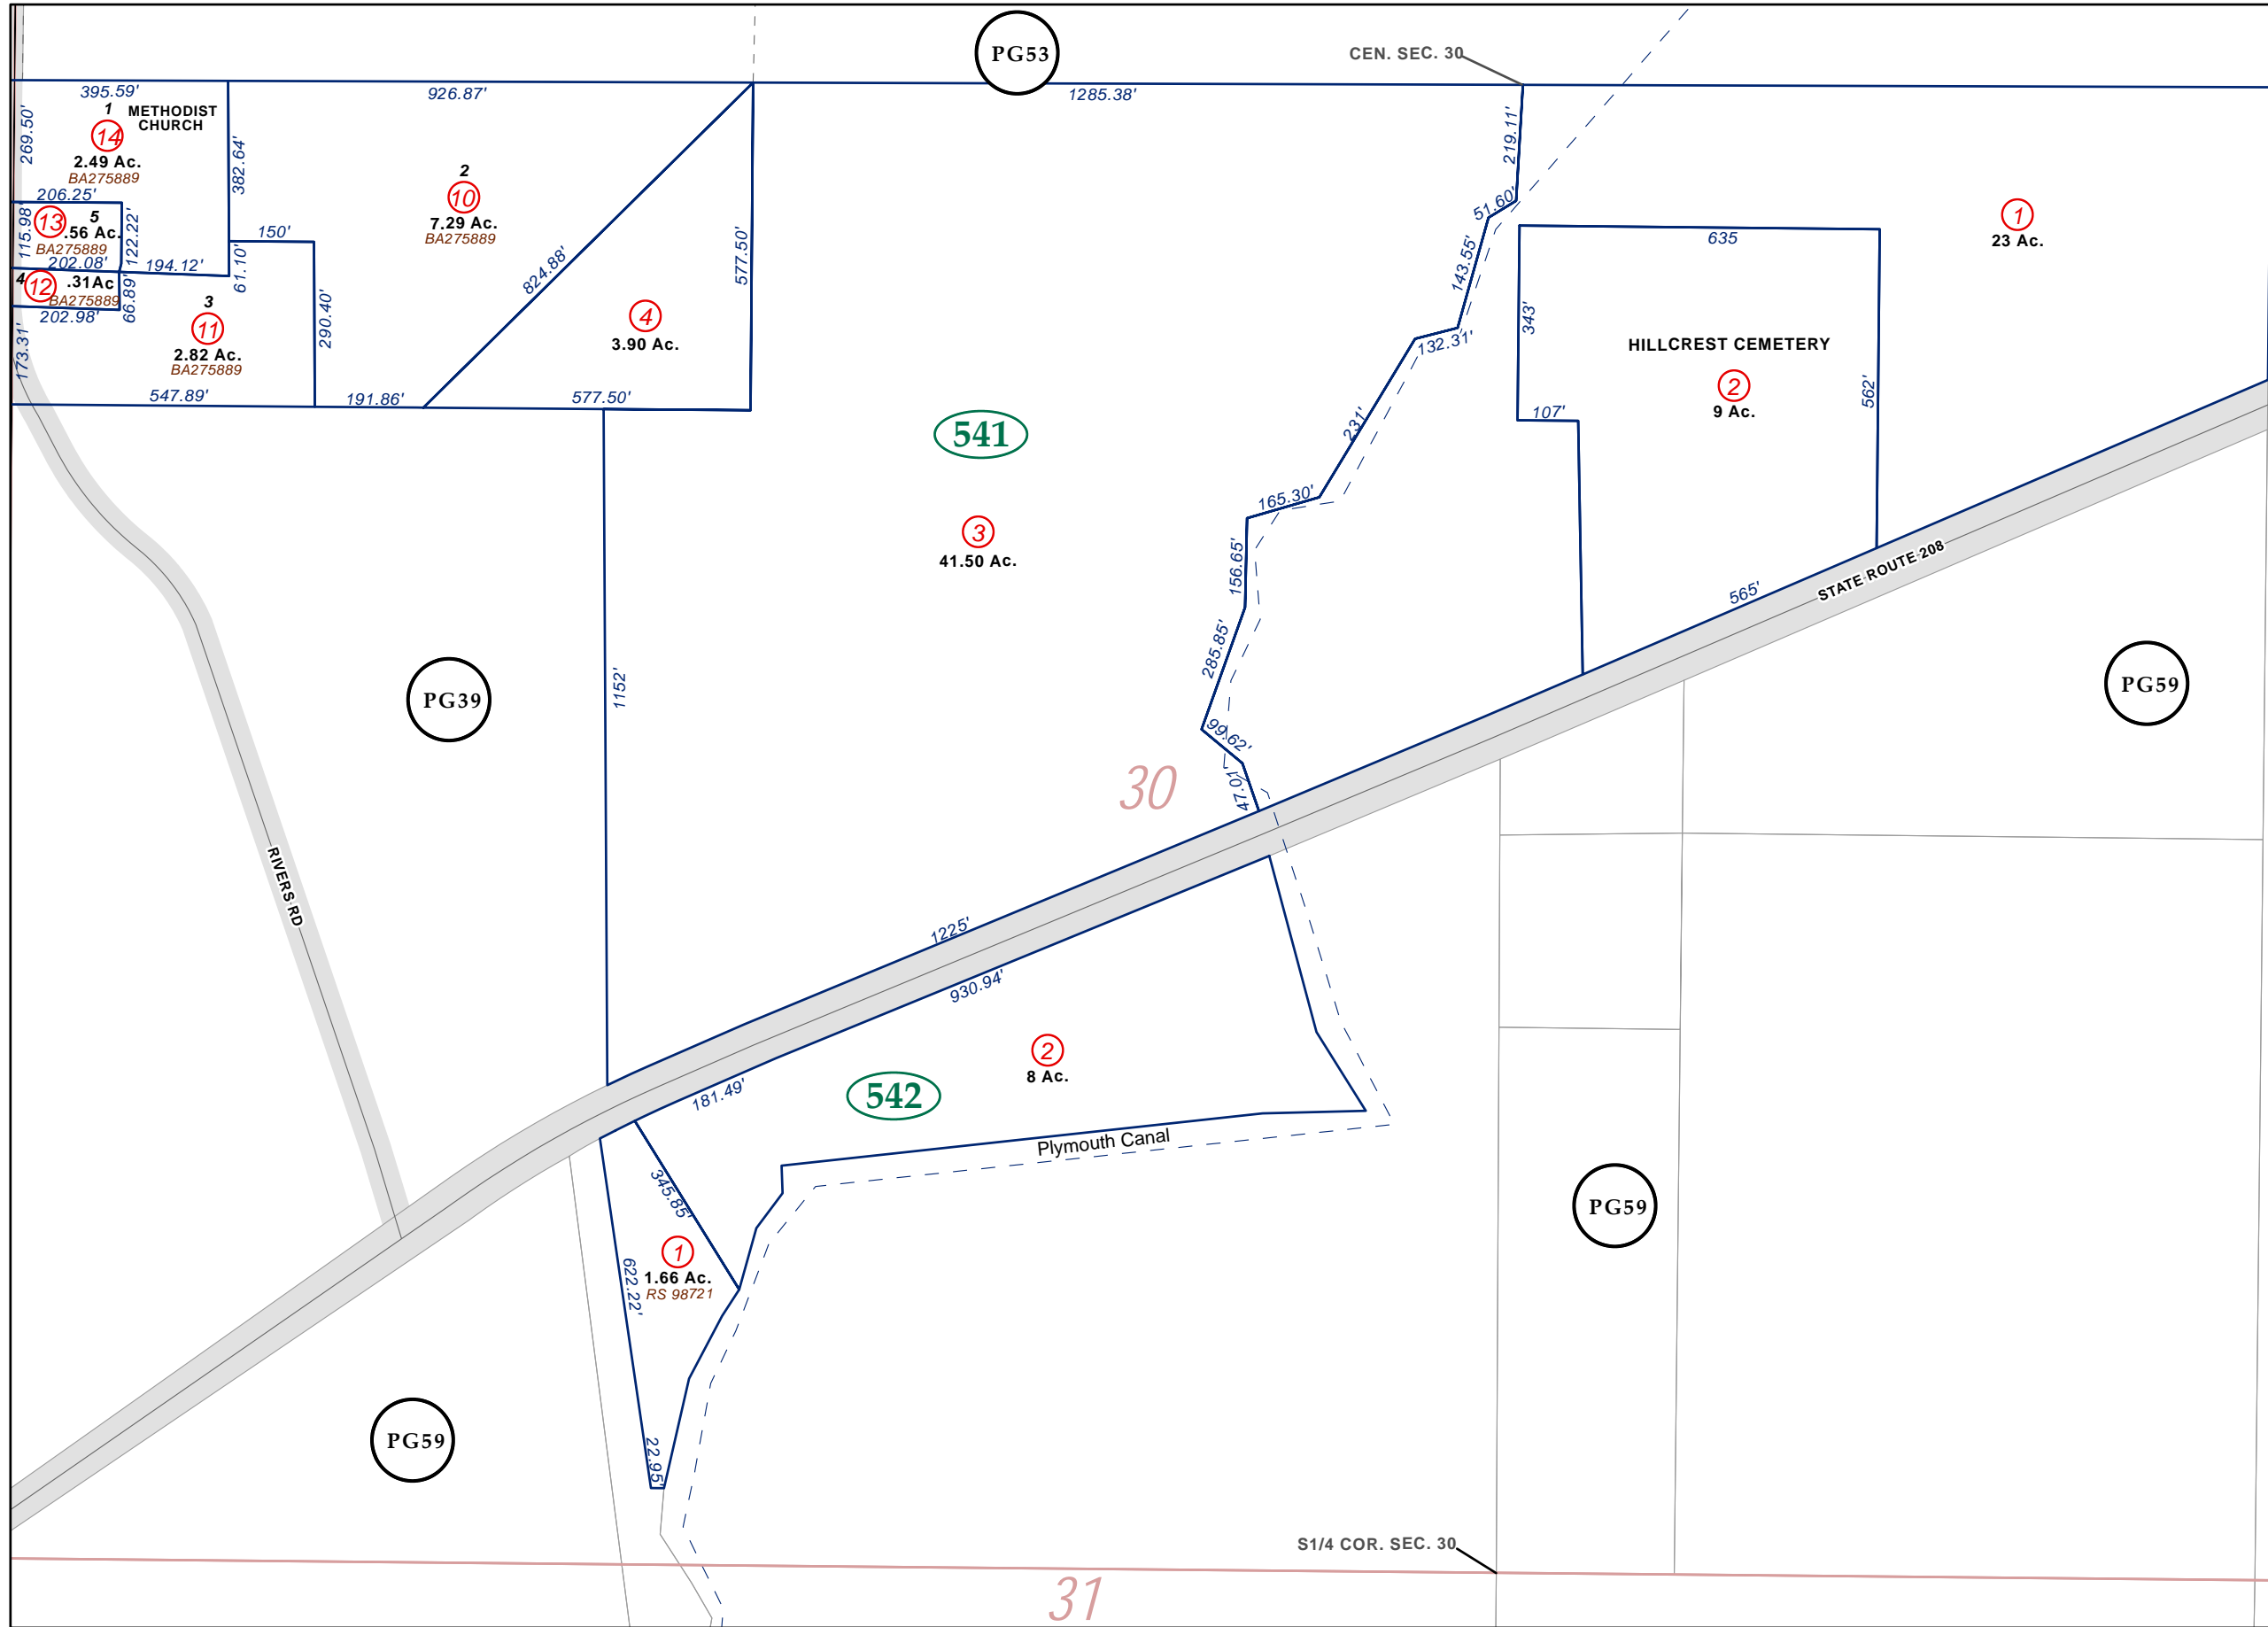 PG53
CEN. SEC. 30
395.59'
926.87'
1285.38'
1
METHODIST
CHURCH
14
2.49 Ac.
BA275889
269.50'
382.64'
219.11'
206.25'
2
10
7.29 Ac.
BA275889
51.60'
1
23 Ac.
13
5
.56 Ac.
BA275889
115.98'
122.22'
150'
635
202.08'
194.12'
61.10'
824.88'
577.50'
143.55'
4
12
.31Ac
BA275889
66.89'
202.98'
3
11
2.82 Ac.
BA275889
290.40'
173.31'
4
3.90 Ac.
132.31'
343'
HILLCREST CEMETERY
2
9 Ac.
562'
547.89'
191.86'
577.50'
231'
107'
541
165.30'
3
41.50 Ac.
156.65'
STATE ROUTE 208
565'
285.85'
PG39
1152'
PG59
99.62'
47.01'
30
RIVERS RD
1225'
930.94'
2
8 Ac.
181.49'
542
Plymouth Canal
345.85'
PG59
1
1.66 Ac.
RS 98721
622.22'
PG59
22.95'
S1/4 COR. SEC. 30
31